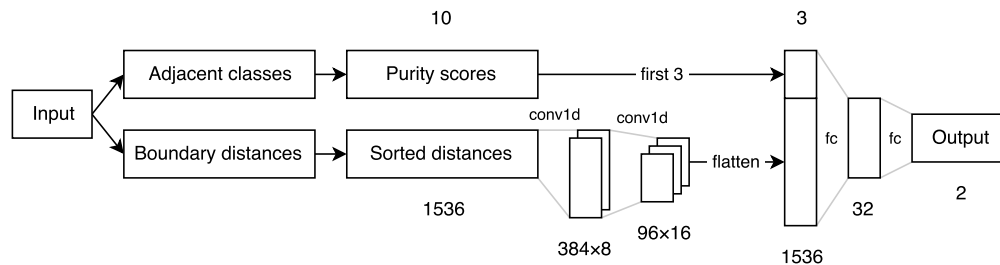 10
3
Adjacent classes
Purity scores
first 3
Input
conv1d
conv1d
Boundary distances
Sorted distances
flatten
fc
fc
Output
1536
384×8
96×16
32
2
1536